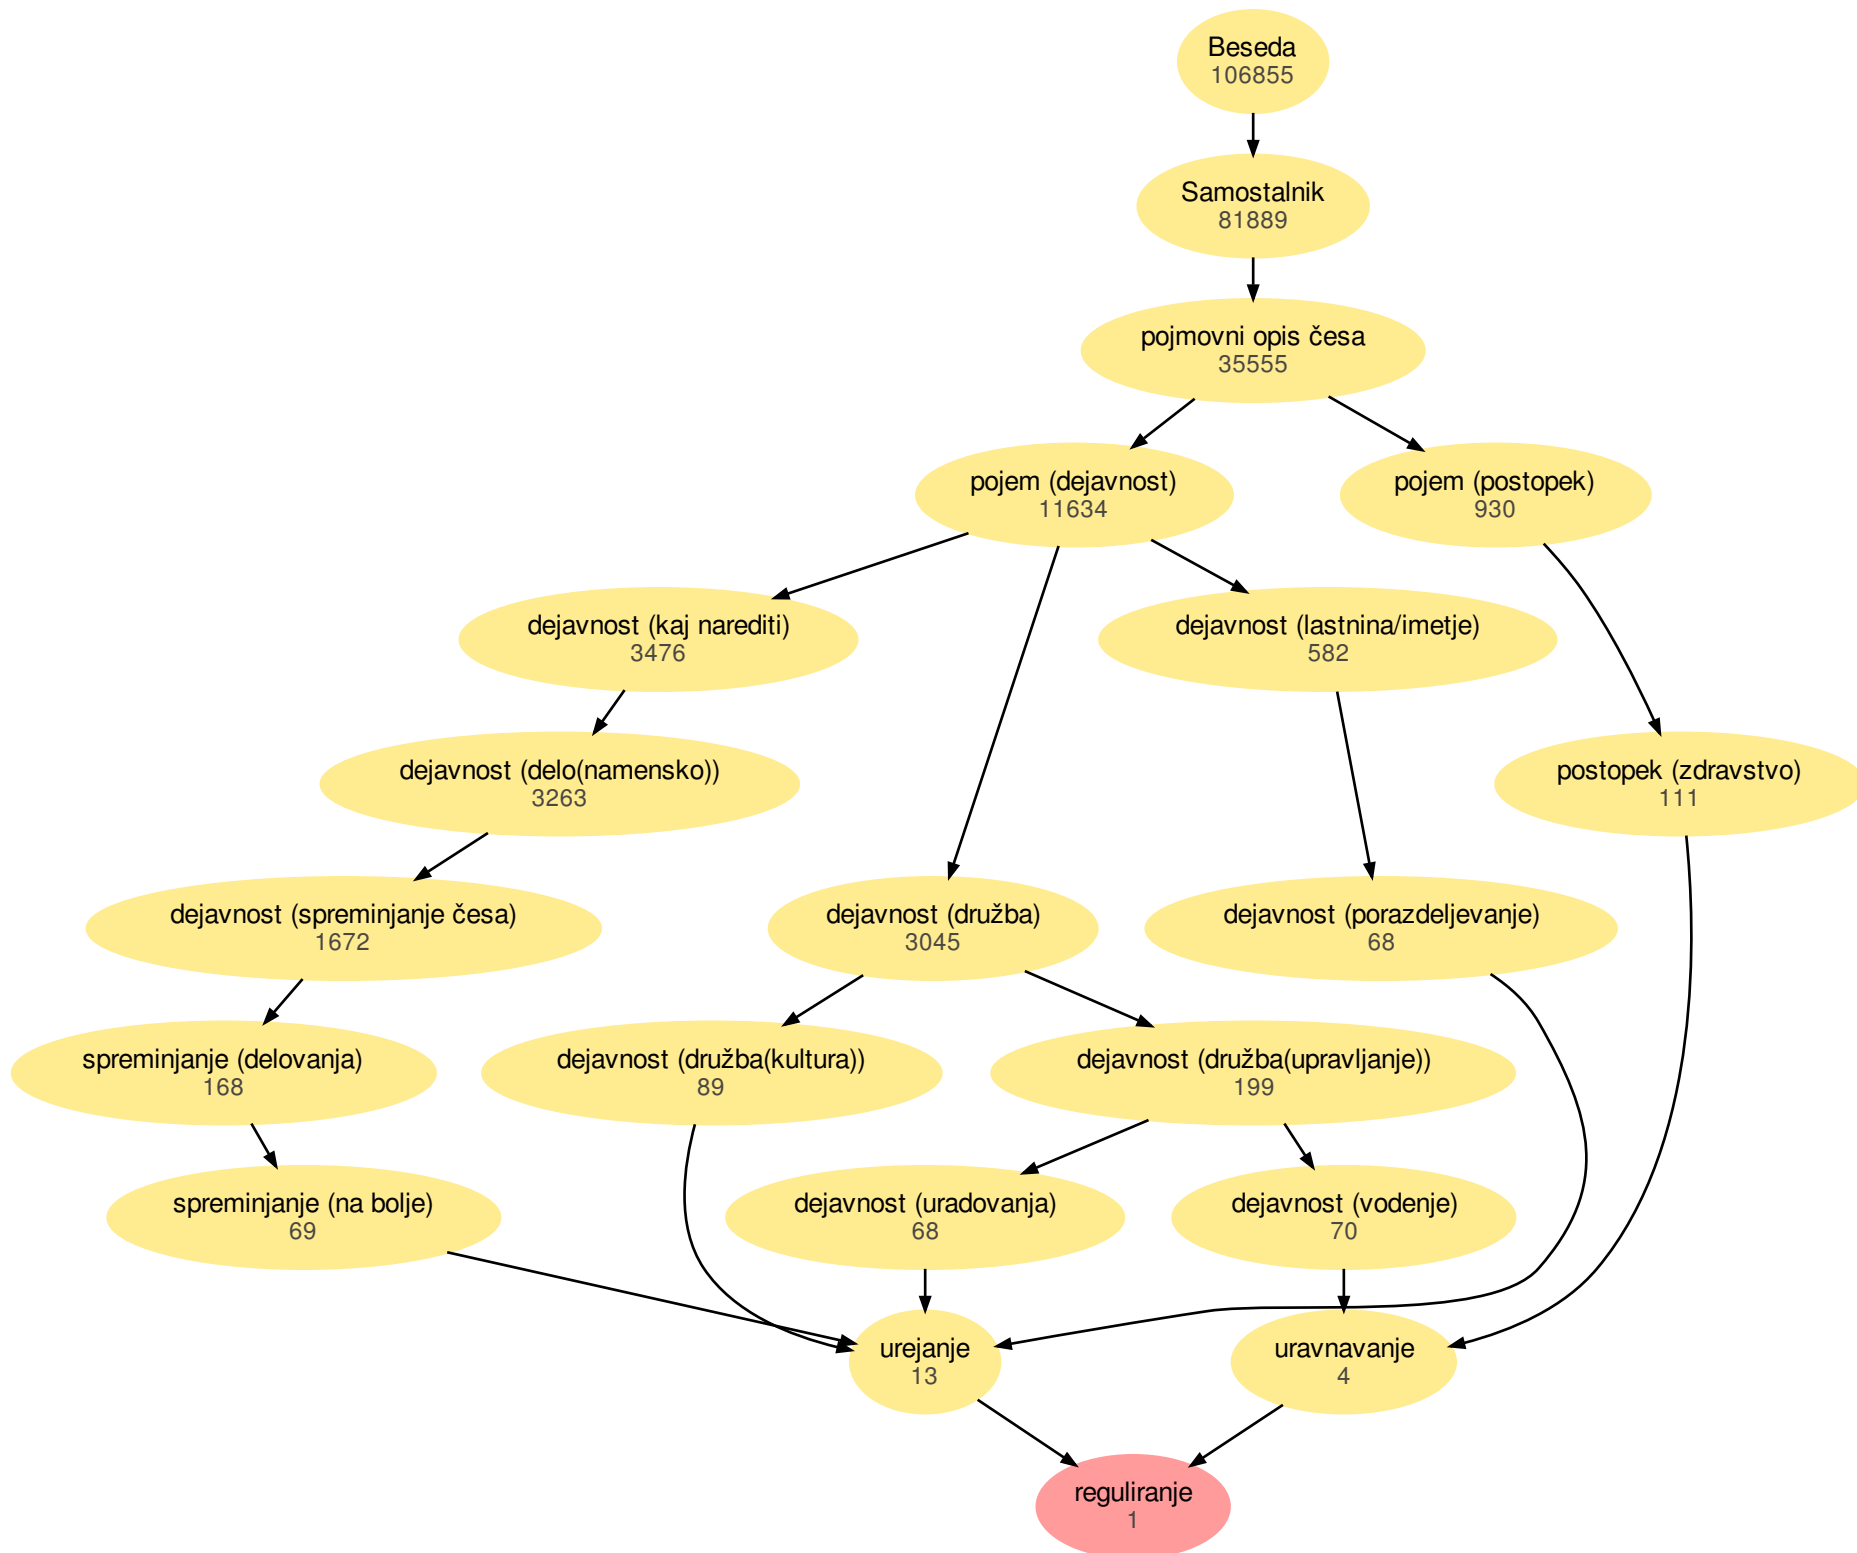 Beseda
106855
Samostalnik
81889
pojmovni opis česa
35555
pojem (dejavnost)
11634
pojem (postopek)
930
dejavnost (kaj narediti)
3476
dejavnost (lastnina/imetje)
582
dejavnost (delo(namensko))
3263
postopek (zdravstvo)
111
dejavnost (spreminjanje česa)
1672
dejavnost (družba)
3045
dejavnost (porazdeljevanje)
68
spreminjanje (delovanja)
168
dejavnost (družba(kultura))
89
dejavnost (družba(upravljanje))
199
spreminjanje (na bolje)
69
dejavnost (uradovanja)
68
dejavnost (vodenje)
70
urejanje
13
uravnavanje
4
reguliranje
1